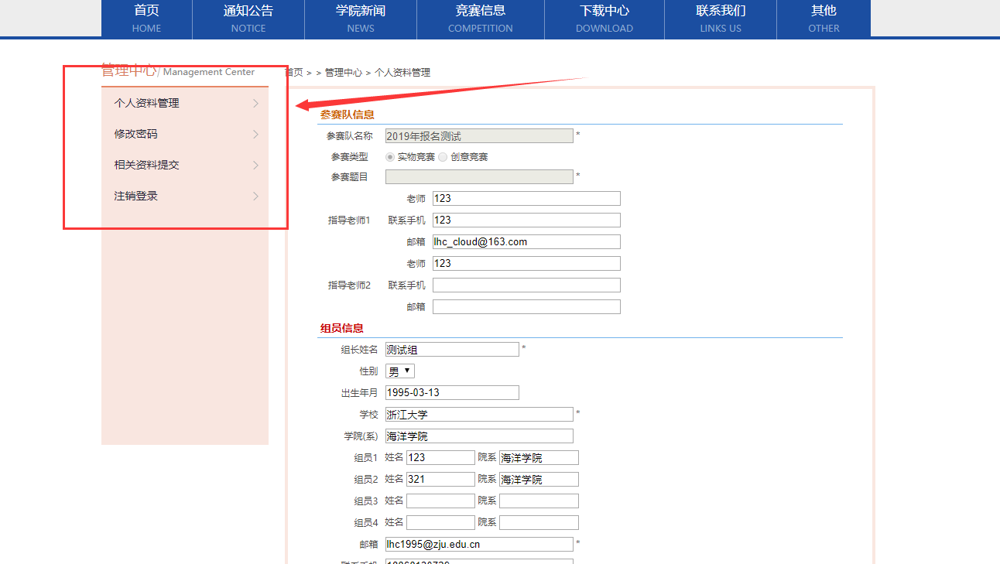 首页 通知公告 学院新闻 竞赛信息 下载中心 联系我们 其他
HOME NOTICE NEWS COMPETITION DOWNLOAD LINKS US OTHER
管理中心/ Management Center
个人资料管理
修改密码
相关资料提交
注销登录
首页 > > 管理中心 > 个人资料管理
参赛队信息
参赛队名称 2019年报名测试 *
参赛类型 实物竞赛 创意竞赛
参赛题目 *
老师 123
指导老师1 联系手机 123
邮箱 lhc_cloud@163.com
老师 123
指导老师2 联系手机
邮箱
组员信息
组长姓名 测试组 *
性别 男
出生年月 1995-03-13
学校 浙江大学 *
学院(系) 海洋学院
组员1 姓名 123 院系 海洋学院
组员2 姓名 321 院系 海洋学院
组员3 姓名 院系
组员4 姓名 院系
邮箱 lhc1995@zju.edu.cn *
联系手机